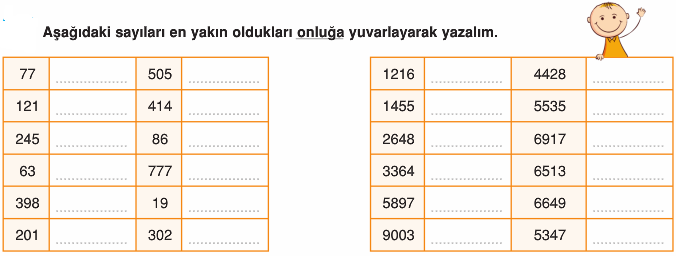 Aşağıdaki sayıları en yakın oldukları onluğa yuvarlayarak yazalım.
77 .................... 505 ....................
121 .................... 414 ....................
245 .................... 86 ....................
63 .................... 777 ....................
398 .................... 19 ....................
201 .................... 302 ....................
1216 .................... 4428 ....................
1455 .................... 5535 ....................
2648 .................... 6917 ....................
3364 .................... 6513 ....................
5897 .................... 6649 ....................
9003 .................... 5347 ....................